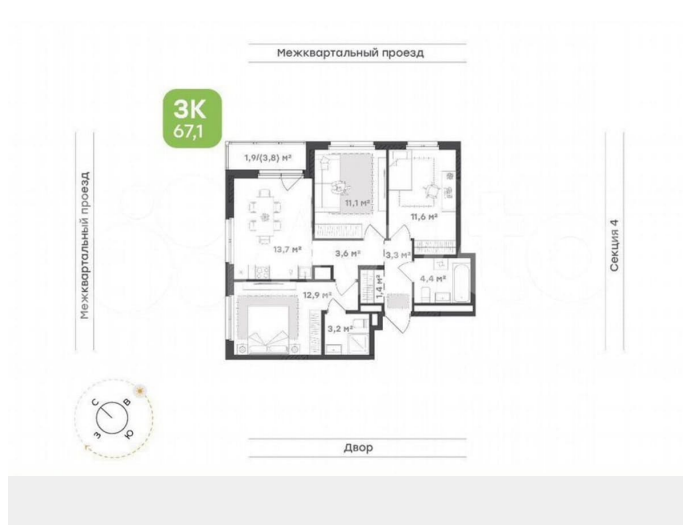 Межквартальный проезд
3К
67,1
1,9/(3,8) м²
Межквартальный проезд
11,1 м²
11,6 м²
13,7 м²
3,6 м²
3,3 м²
4,4 м²
1,4 м²
12,9 м²
3,2 м²
Секция 4
С
В
З
Ю
Двор